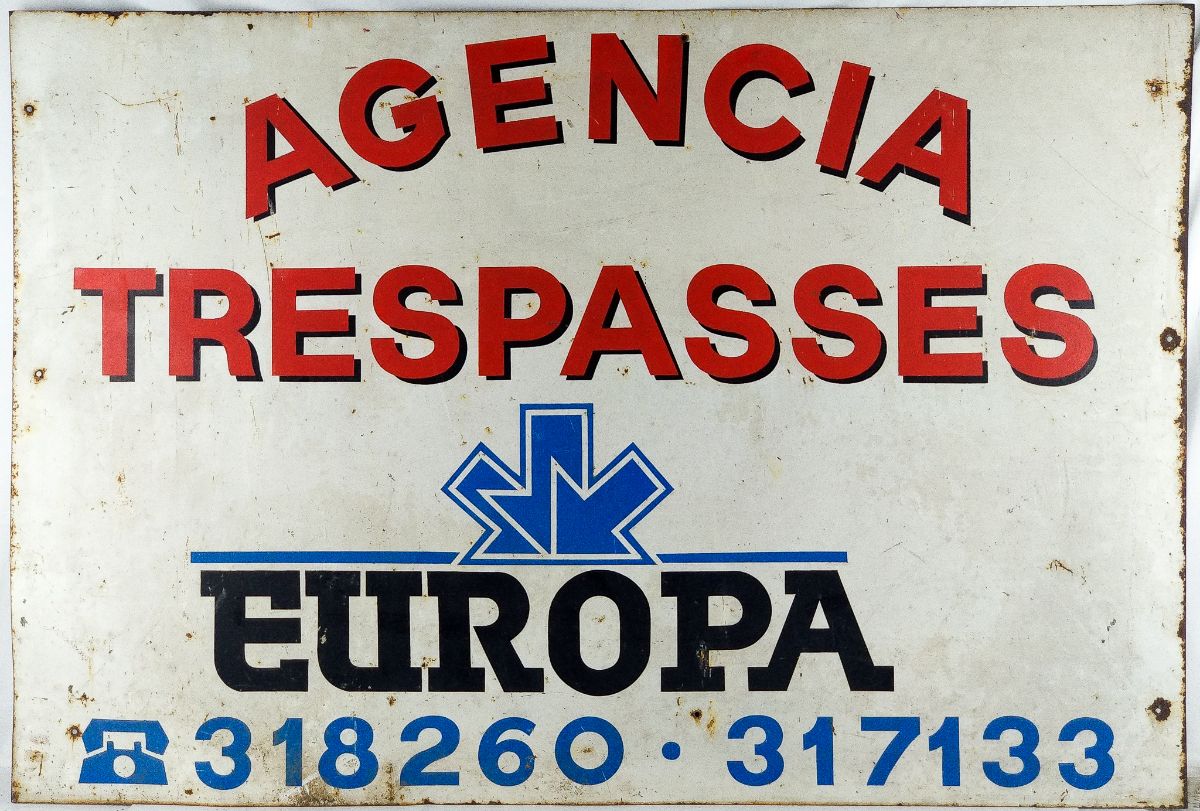 AGENCIA
TRESPASSES
EUROPA
☎ 318260 · 317133